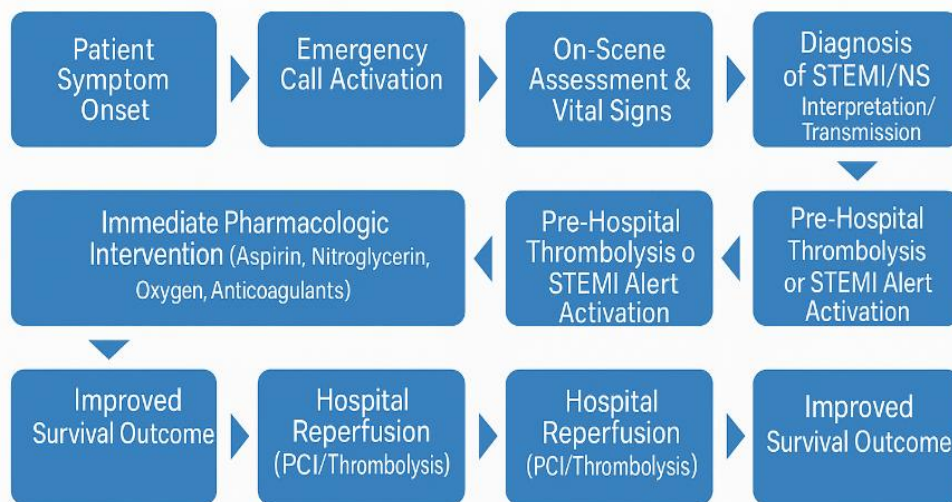 Patient
Symptom
Onset
Emergency
Call Activation
On-Scene
Assessment &
Vital Signs
Diagnosis
of STEMI/NS
Interpretation/
Transmission
Immediate Pharmacologic
Intervention (Aspirin, Nitroglycerin,
Oxygen, Anticoagulants)
Pre-Hospital
Thrombolysis o
STEMI Alert
Activation
Pre-Hospital
Thrombolysis
or STEMI Alert
Activation
Improved
Survival Outcome
Hospital
Reperfusion
(PCI/Thrombolysis)
Hospital
Reperfusion
(PCI/Thrombolysis)
Improved
Survival Outcome